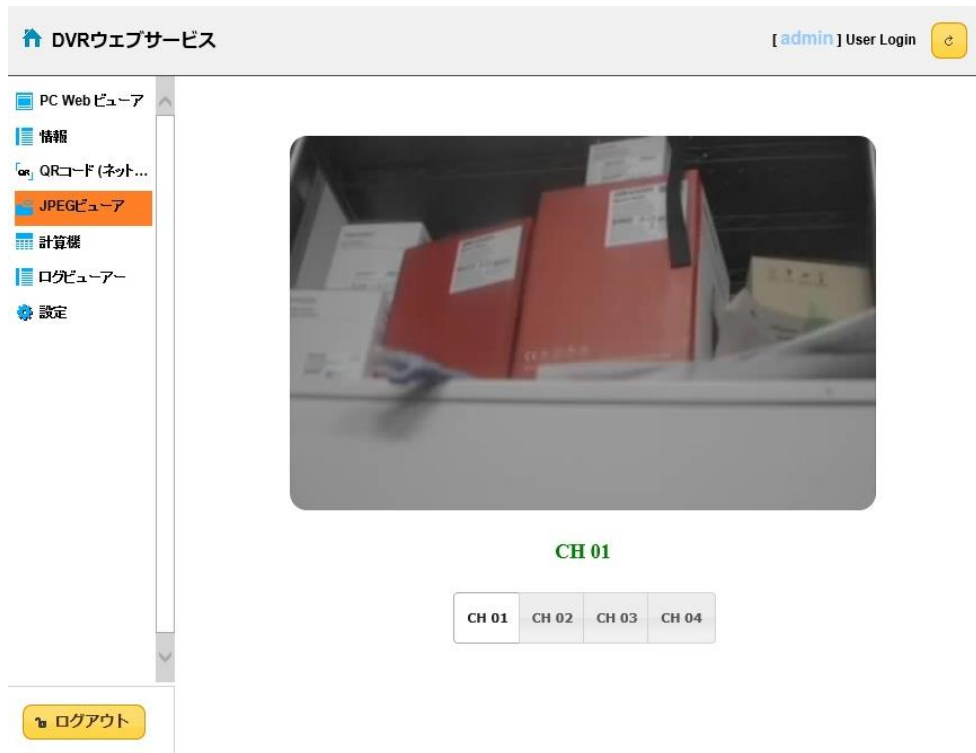 DVRウェブサービス
[ admin ] User Login
PC Web ビューア
情報
QR QRコード (ネット...
JPEGビューア
計算機
ログビューアー
設定
CH 01
CH 01 CH 02 CH 03 CH 04
ログアウト